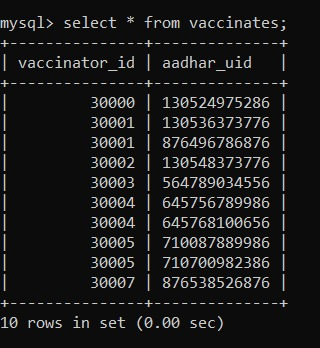 mysql> select * from vaccinates;
+---------------+--------------+
| vaccinator_id | aadhar_uid   |
+---------------+--------------+
|         30000 | 130524975286 |
|         30001 | 130536373776 |
|         30001 | 876496786876 |
|         30002 | 130548373776 |
|         30003 | 564789034556 |
|         30004 | 645756789986 |
|         30004 | 645768100656 |
|         30005 | 710087889986 |
|         30005 | 710700982386 |
|         30007 | 876538526876 |
+---------------+--------------+
10 rows in set (0.00 sec)